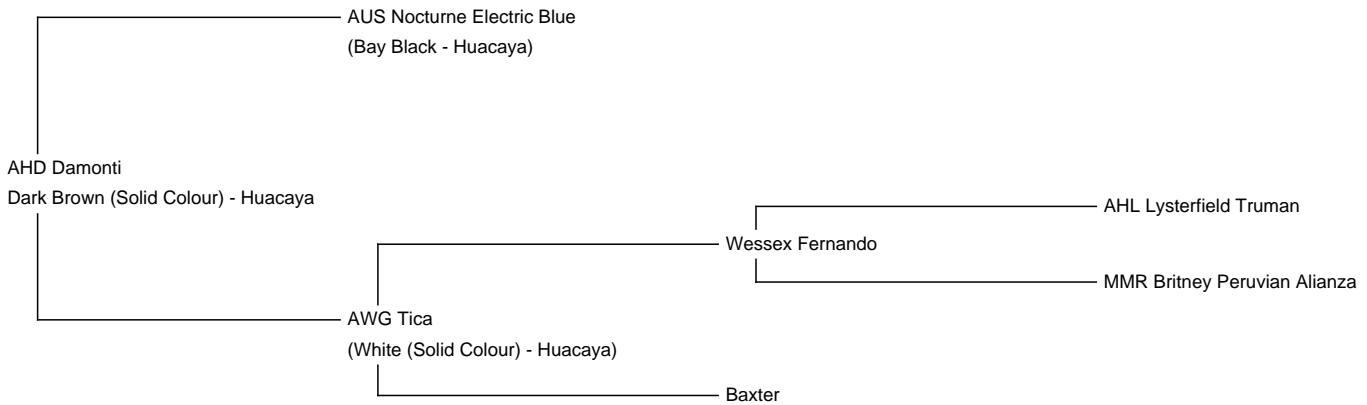 AUS Nocturne Electric Blue
(Bay Black - Huacaya)
AHD Damonti
Dark Brown (Solid Colour) - Huacaya
AHL Lysterfield Truman
Wessex Fernando
MMR Britney Peruvian Alianza
AWG Tica
(White (Solid Colour) - Huacaya)
Baxter